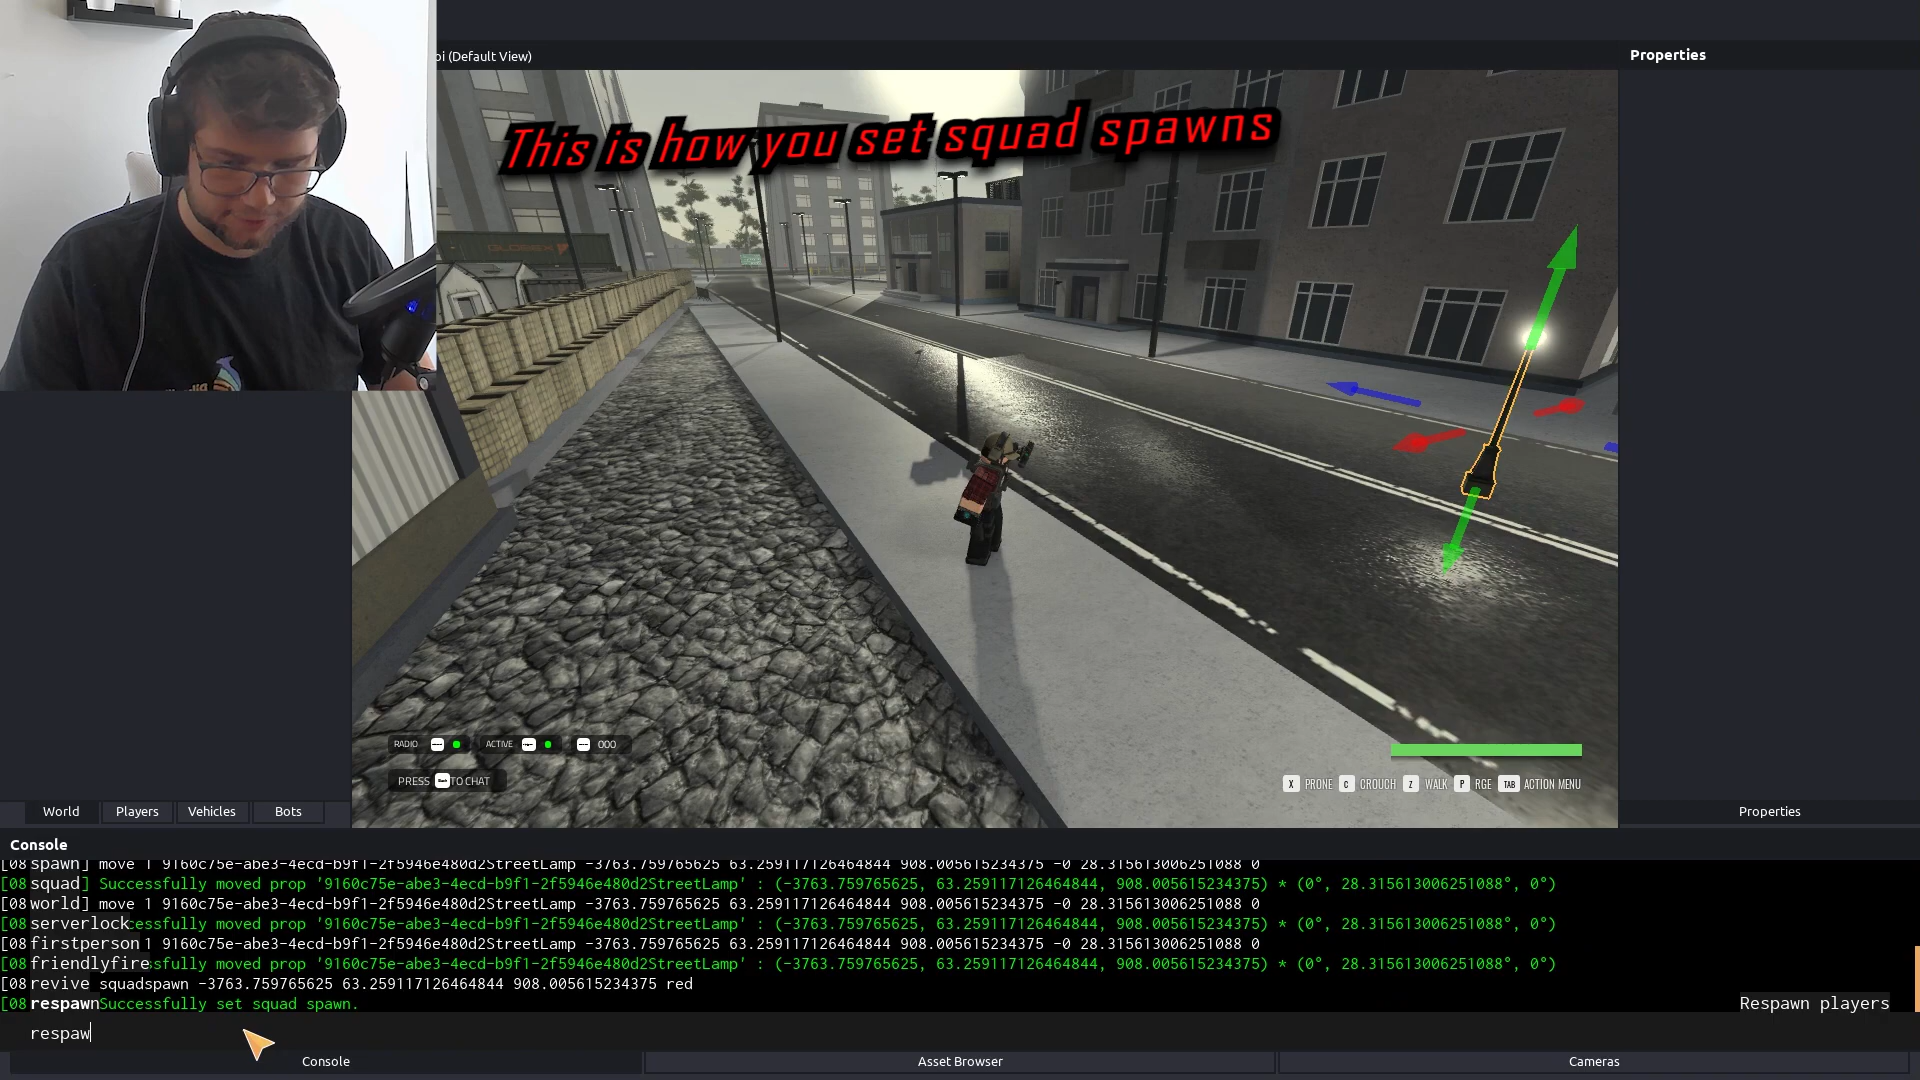 oi (Default View)
Properties
This is how you set squad spawns
GLOBEX
RADIO
ACTIVE
000
PRESS
TO CHAT
X PRONE C CROUCH Z WALK P RGE TAB ACTION MENU
World
Players
Vehicles
Bots
Properties
Console
[08 spawn] move 1 9160c75e-abe3-4ecd-b9f1-2f5946e480d2StreetLamp -3763.759765625 63.259117126464844 908.005615234375 -0 28.315613006251088 0
[08 squad] Successfully moved prop '9160c75e-abe3-4ecd-b9f1-2f5946e480d2StreetLamp' : (-3763.759765625, 63.259117126464844, 908.005615234375) * (0°, 28.315613006251088°, 0°)
[08 world] move 1 9160c75e-abe3-4ecd-b9f1-2f5946e480d2StreetLamp -3763.759765625 63.259117126464844 908.005615234375 -0 28.315613006251088 0
[08 serverlock cessfully moved prop '9160c75e-abe3-4ecd-b9f1-2f5946e480d2StreetLamp' : (-3763.759765625, 63.259117126464844, 908.005615234375) * (0°, 28.315613006251088°, 0°)
[08 firstperson 1 9160c75e-abe3-4ecd-b9f1-2f5946e480d2StreetLamp -3763.759765625 63.259117126464844 908.005615234375 -0 28.315613006251088 0
[08 friendlyfire ssfully moved prop '9160c75e-abe3-4ecd-b9f1-2f5946e480d2StreetLamp' : (-3763.759765625, 63.259117126464844, 908.005615234375) * (0°, 28.315613006251088°, 0°)
[08 revive squadspawn -3763.759765625 63.259117126464844 908.005615234375 red
[08 respawn Successfully set squad spawn.
Respawn players
respaw
Console
Asset Browser
Cameras